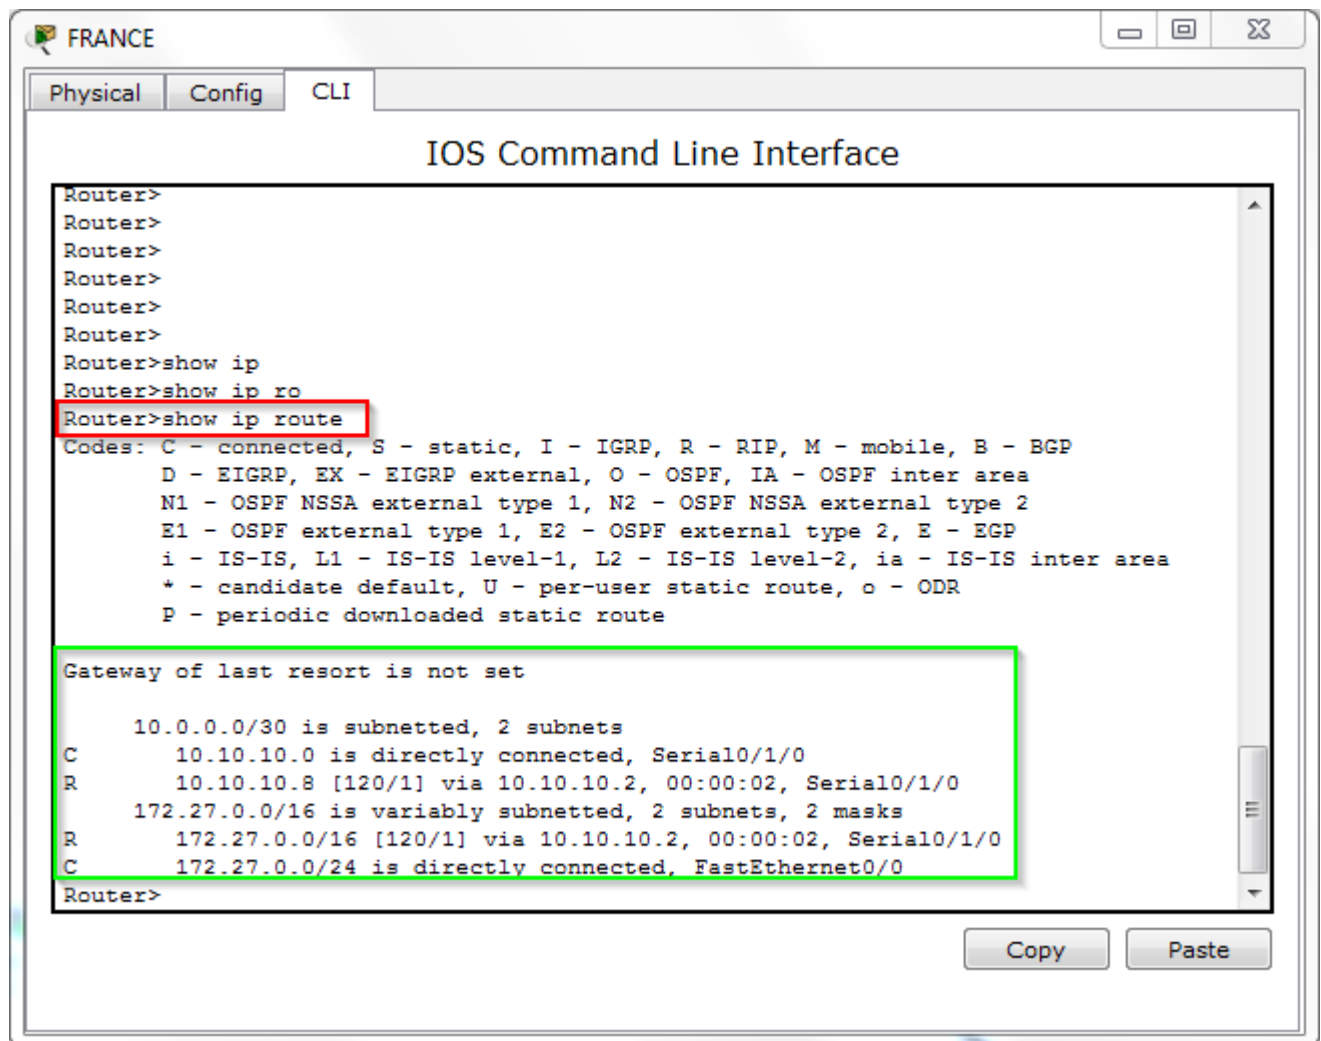 FRANCE
Physical Config CLI
IOS Command Line Interface
Router>
Router>
Router>
Router>
Router>
Router>
Router>show ip
Router>show ip ro
Router>show ip route
Codes: C - connected, S - static, I - IGRP, R - RIP, M - mobile, B - BGP
D - EIGRP, EX - EIGRP external, O - OSPF, IA - OSPF inter area
N1 - OSPF NSSA external type 1, N2 - OSPF NSSA external type 2
E1 - OSPF external type 1, E2 - OSPF external type 2, E - EGP
i - IS-IS, L1 - IS-IS level-1, L2 - IS-IS level-2, ia - IS-IS inter area
* - candidate default, U - per-user static route, o - ODR
P - periodic downloaded static route
Gateway of last resort is not set
10.0.0.0/30 is subnetted, 2 subnets
C 10.10.10.0 is directly connected, Serial0/1/0
R 10.10.10.8 [120/1] via 10.10.10.2, 00:00:02, Serial0/1/0
172.27.0.0/16 is variably subnetted, 2 subnets, 2 masks
R 172.27.0.0/16 [120/1] via 10.10.10.2, 00:00:02, Serial0/1/0
C 172.27.0.0/24 is directly connected, FastEthernet0/0
Router>
Copy Paste